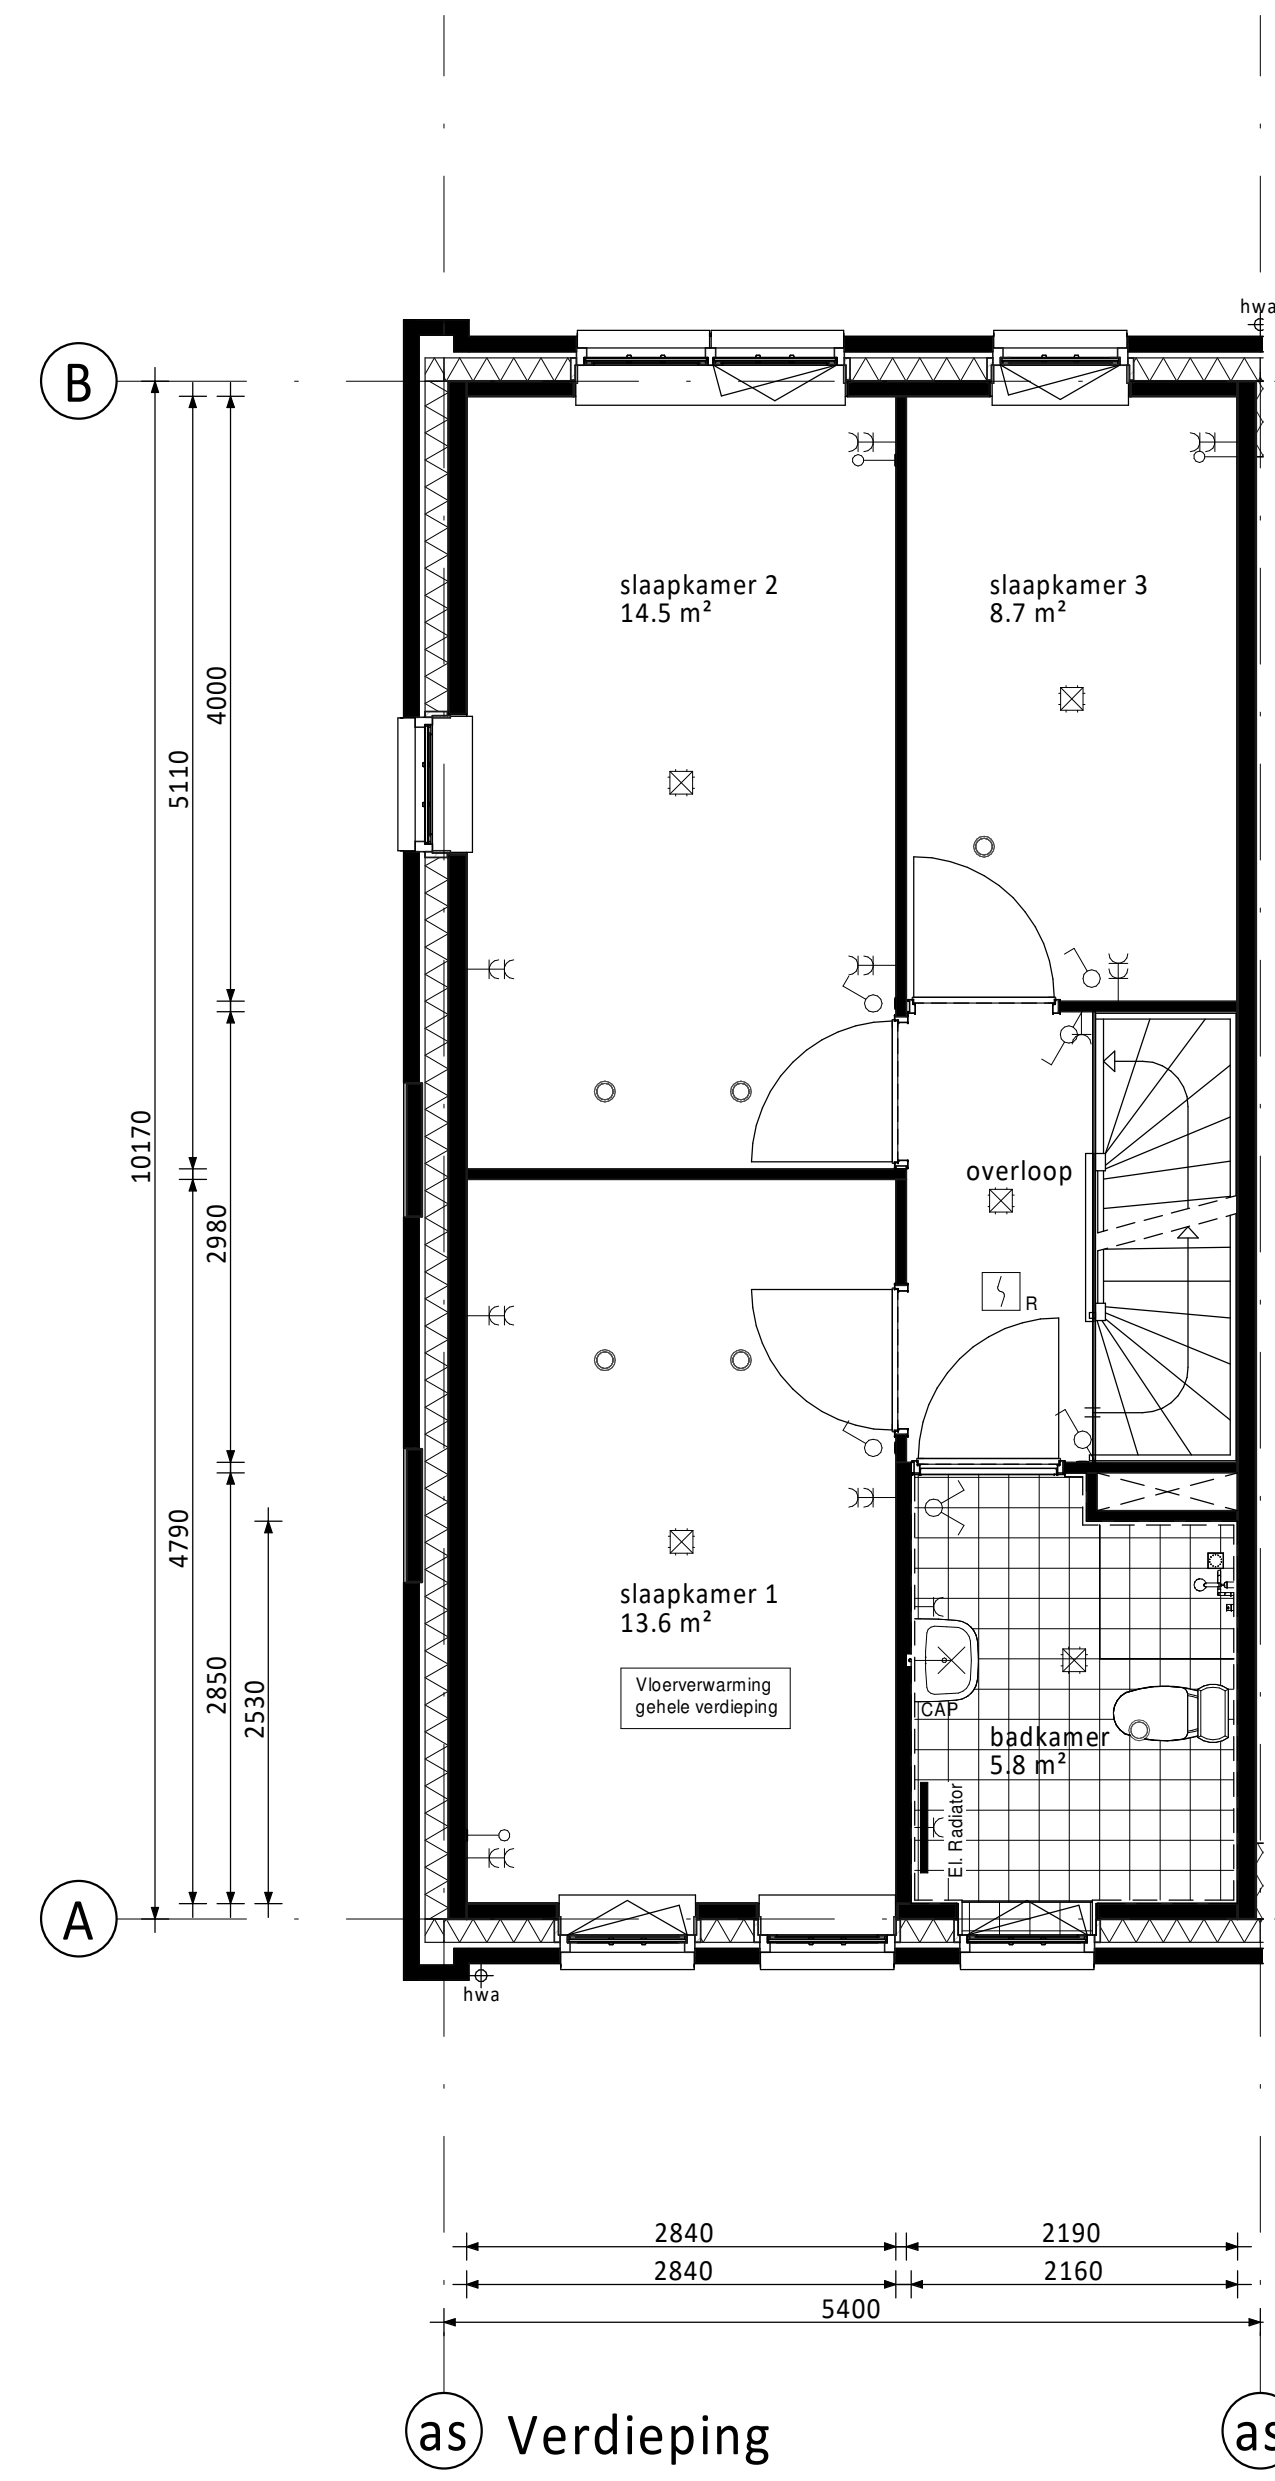 hwa
B
slaapkamer 2
14.5 m²
slaapkamer 3
8.7 m²
4000
5110
10170
overloop
2980
R
4790
slaapkamer 1
13.6 m²
2850
2530
Vloerverwarming
gehele verdieping
CAP
badkamer
5.8 m²
El. Radiator
A
hwa
2840
2190
2840
2160
5400
as
Verdieping
as